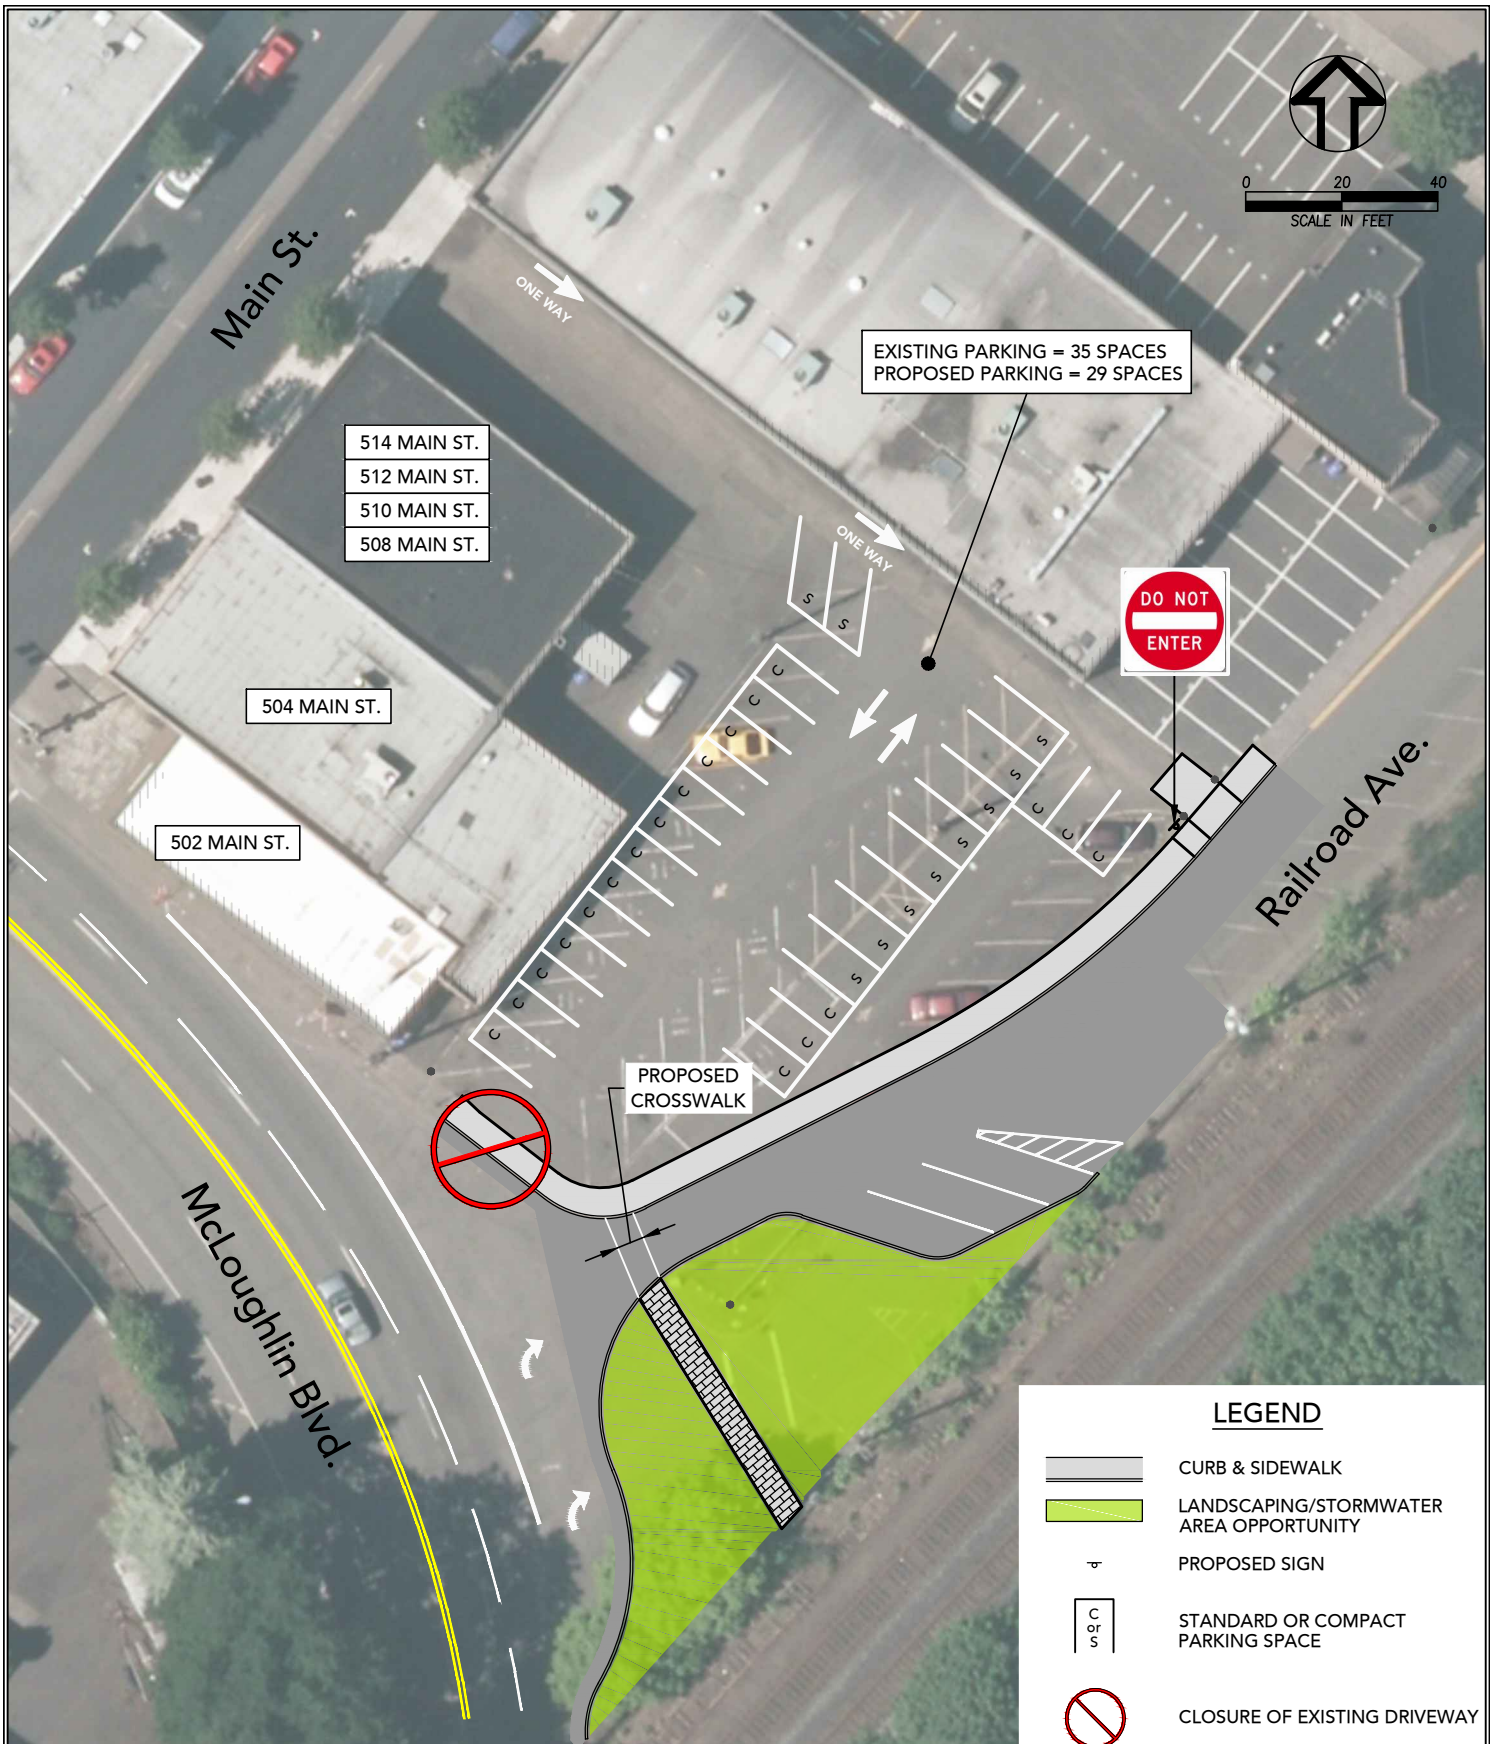 0 20 40
SCALE IN FEET
Main St.
ONE WAY
EXISTING PARKING = 35 SPACES
PROPOSED PARKING = 29 SPACES
514 MAIN ST.
512 MAIN ST.
510 MAIN ST.
508 MAIN ST.
ONE WAY
DO NOT
ENTER
S
S
504 MAIN ST.
502 MAIN ST.
C
C
C
C
C
C
C
C
C
C
C
C
C
S
S
S
S
S
S
S
S
C
C
C
C
C
C
Railroad Ave.
PROPOSED
CROSSWALK
McLoughlin Blvd.
LEGEND
CURB & SIDEWALK
LANDSCAPING/STORMWATER
AREA OPPORTUNITY
PROPOSED SIGN
C
or
S
STANDARD OR COMPACT
PARKING SPACE
CLOSURE OF EXISTING DRIVEWAY